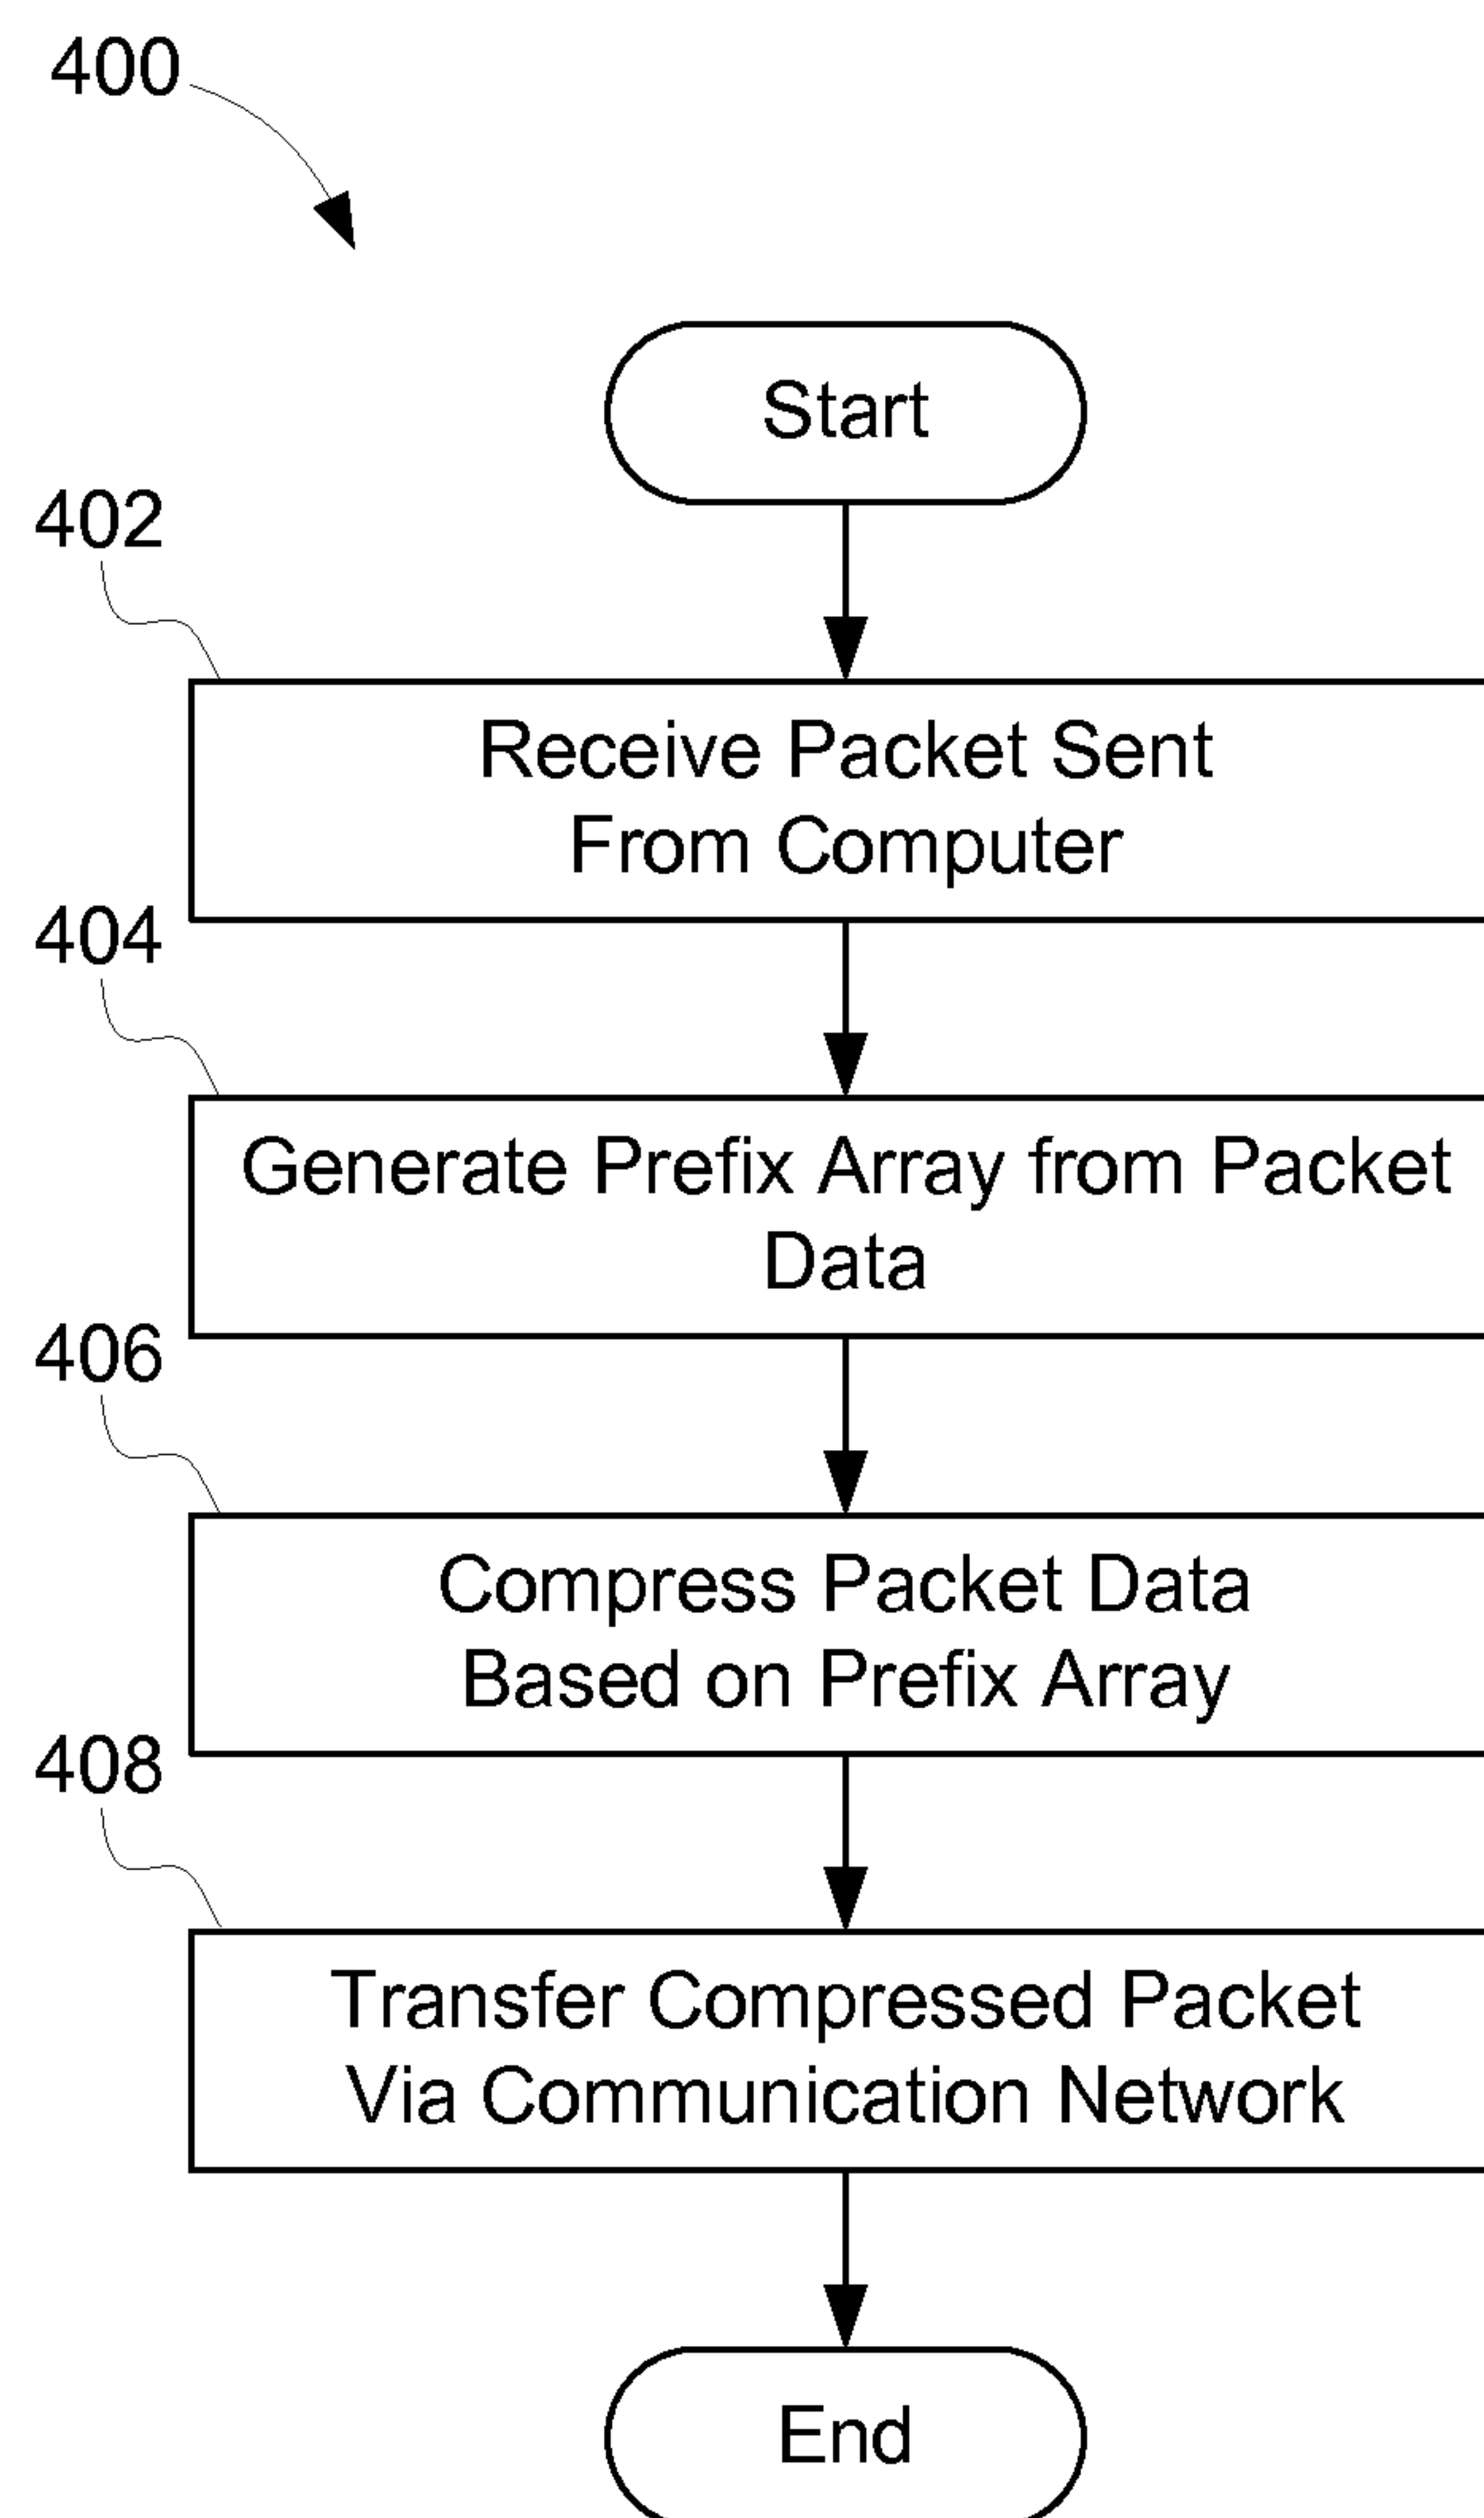 400
Start
402
Receive Packet Sent
From Computer
404
Generate Prefix Array from Packet
Data
406
Compress Packet Data
Based on Prefix Array
408
Transfer Compressed Packet
Via Communication Network
End